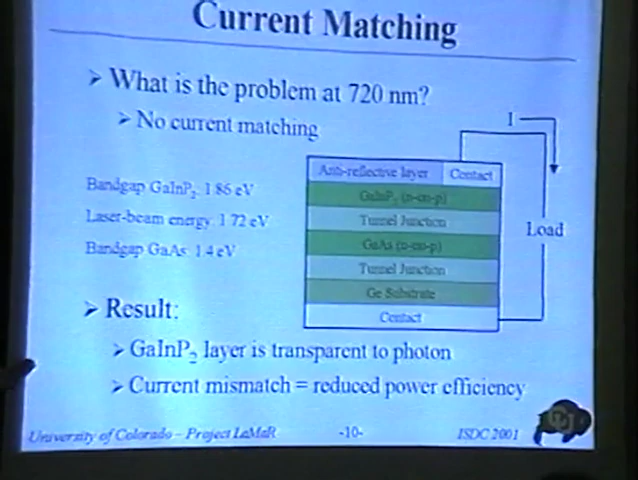 Current Matching
What is the problem at 720 nm?
No current matching
I
Anti-reflective layer
Contact
Bandgap GaInP2: 1.86 eV
GaInP2 (n-on-p)
Laser-beam energy: 1.72 eV
Tunnel Junction
Load
Bandgap GaAs: 1.4 eV
GaAs (n-on-p)
Tunnel Junction
Ge Substrate
Result:
Contact
GaInP2 layer is transparent to photon
Current mismatch = reduced power efficiency
University of Colorado – Project LaMaR
-10-
ISDC 2001
CU